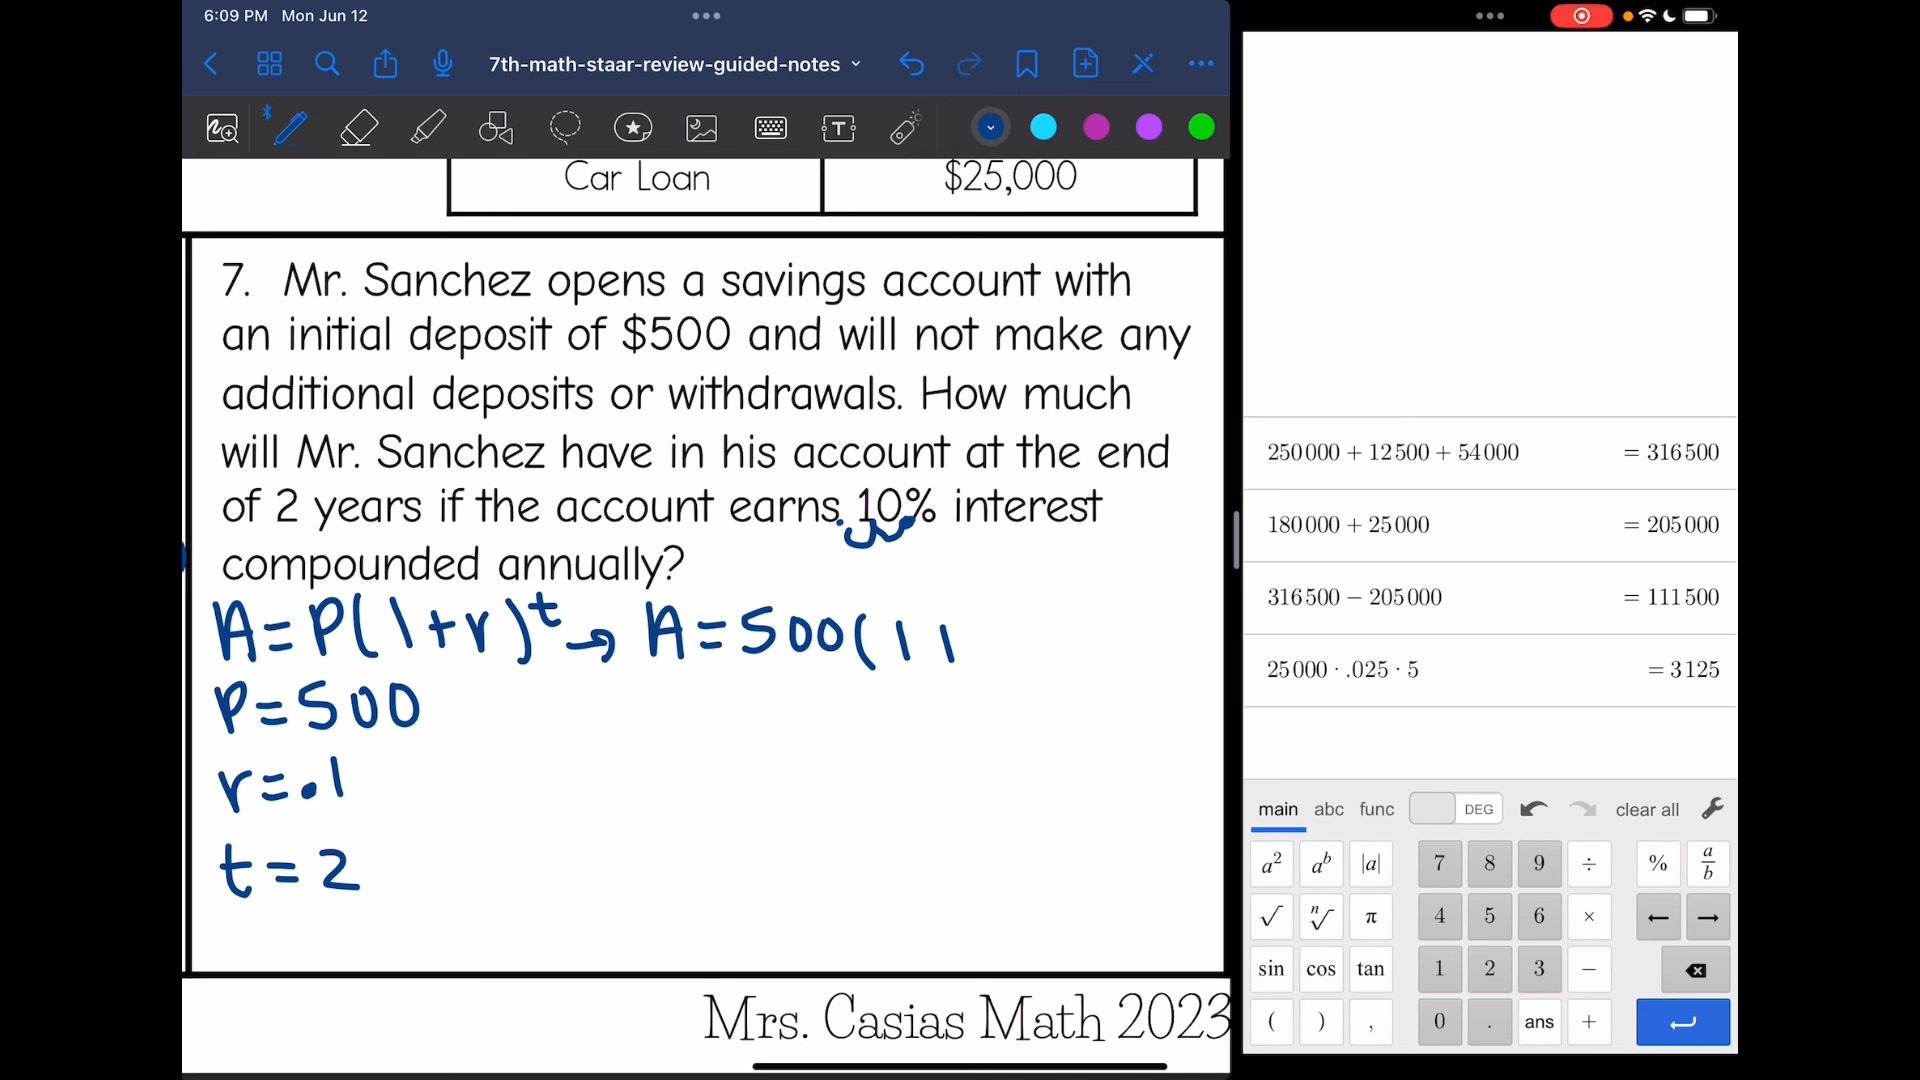 6:09 PM Mon Jun 12
7th-math-staar-review-guided-notes
Car Loan $25,000
7. Mr. Sanchez opens a savings account with
an initial deposit of $500 and will not make any
additional deposits or withdrawals. How much
will Mr. Sanchez have in his account at the end
of 2 years if the account earns 10% interest
compounded annually?
A=P(1+r)^t → A=500(11
P=500
r=.1
t=2
Mrs. Casias Math 2023
250000+12500+54000 =316500
180000+25000 =205000
316500−205000 =111500
25000·.025·5 =3125
main abc func DEG clear all
a² a^b |a| 7 8 9 ÷ % a/b
√ ⁿ√ π 4 5 6 × ← →
sin cos tan 1 2 3 −
( ) , 0 . ans +